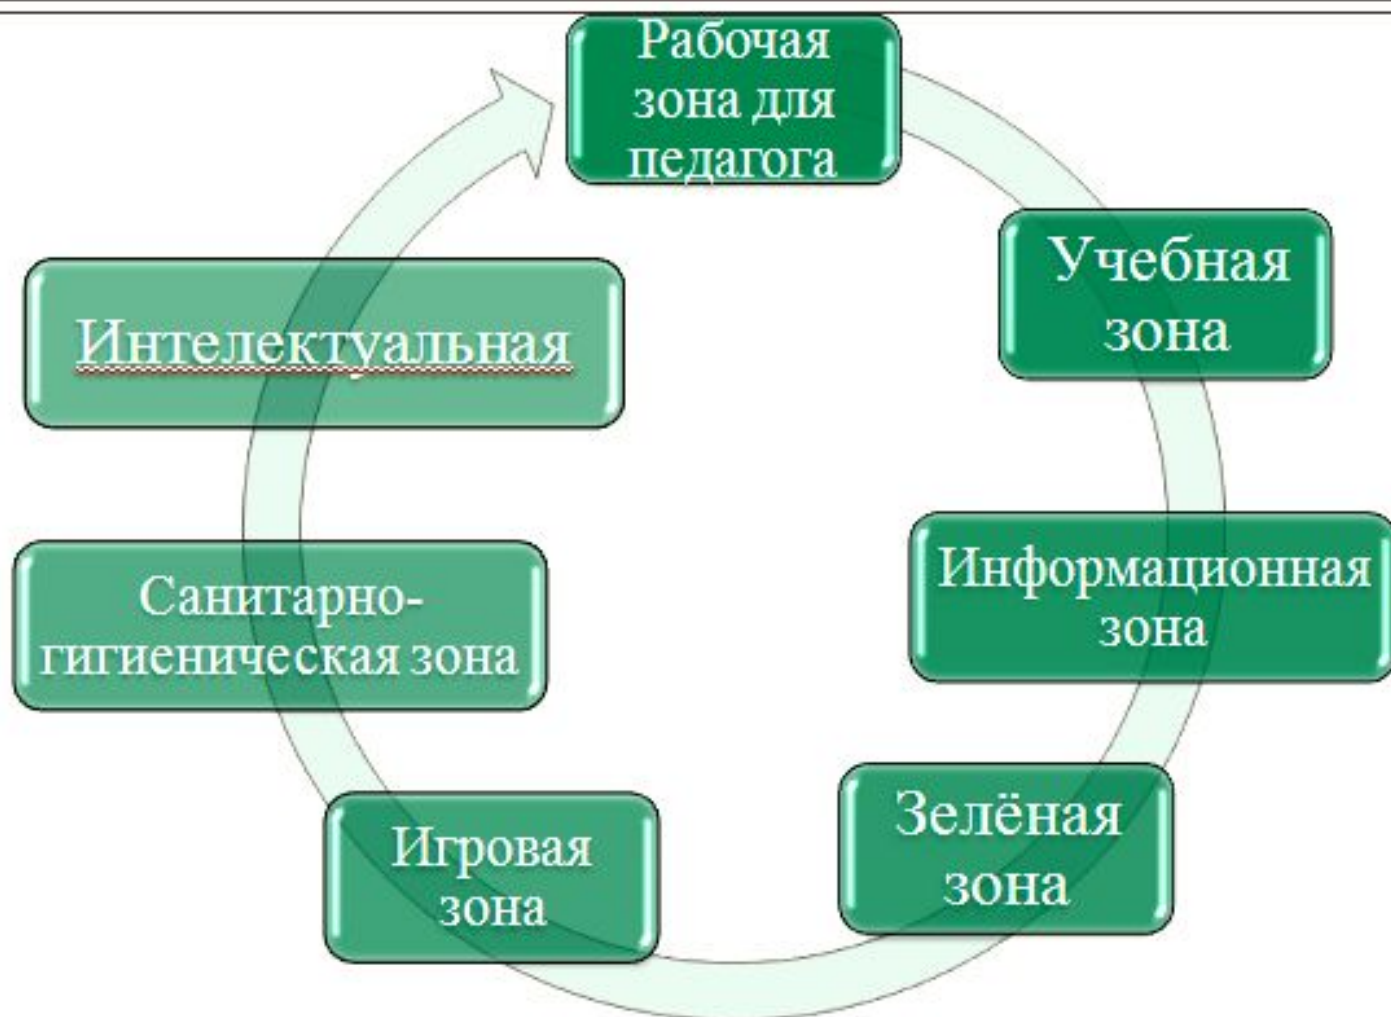 Рабочая
зона для
педагога
Учебная
зона
Информационная
зона
Зелёная
зона
Игровая
зона
Санитарно-
гигиеническая зона
Интелектуальная